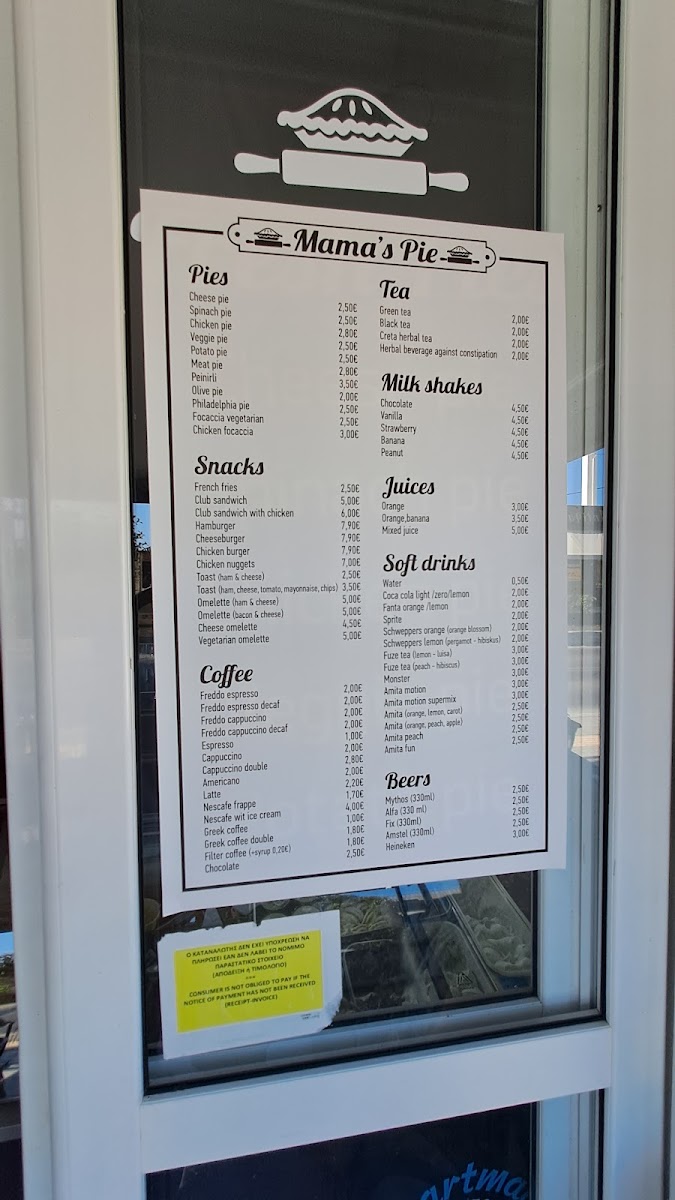 Mama's Pie
Pies
Cheese pie 2,50€
Spinach pie 2,50€
Chicken pie 2,80€
Veggie pie 2,50€
Potato pie 2,50€
Meat pie 2,80€
Peinirli 3,50€
Olive pie 2,00€
Philadelphia pie 2,50€
Focaccia vegetarian 2,50€
Chicken focaccia 3,00€
Snacks
French fries 2,50€
Club sandwich 5,00€
Club sandwich with chicken 6,00€
Hamburger 7,90€
Cheeseburger 7,90€
Chicken burger 7,90€
Chicken nuggets 7,00€
Toast (ham & cheese) 2,50€
Toast (ham, cheese, tomato, mayonnaise, chips) 3,50€
Omelette (ham & cheese) 5,00€
Omelette (bacon & cheese) 5,00€
Cheese omelette 4,50€
Vegetarian omelette 5,00€
Coffee
Freddo espresso 2,00€
Freddo espresso decaf 2,00€
Freddo cappuccino 2,00€
Freddo cappuccino decaf 2,00€
Espresso 1,00€
Cappuccino 2,00€
Cappuccino double 2,80€
Americano 2,00€
Latte 2,20€
Nescafe frappe 1,70€
Nescafe wit ice cream 4,00€
Greek coffee 1,00€
Greek coffee double 1,80€
Filter coffee (+syrup 0,20€) 1,80€
Chocolate 2,50€
Tea
Green tea 2,00€
Black tea 2,00€
Creta herbal tea 2,00€
Herbal beverage against constipation 2,00€
Milk shakes
Chocolate 4,50€
Vanilla 4,50€
Strawberry 4,50€
Banana 4,50€
Peanut 4,50€
Juices
Orange 3,00€
Orange,banana 3,50€
Mixed juice 5,00€
Soft drinks
Water 0,50€
Coca cola light /zero/lemon 2,00€
Fanta orange /lemon 2,00€
Sprite 2,00€
Schweppers orange (orange blossom) 2,00€
Schweppers lemon (pergamot - hibiskus) 2,00€
Fuze tea (lemon - luisa) 3,00€
Fuze tea (peach - hibiscus) 3,00€
Monster 3,00€
Amita motion 3,00€
Amita motion supermix 3,00€
Amita (orange, lemon, carot) 2,50€
Amita (orange, peach, apple) 2,50€
Amita peach 2,50€
Amita fun 2,50€
Beers
Mythos (330ml) 2,50€
Alfa (330 ml) 2,50€
Fix (330ml) 2,50€
Amstel (330ml) 2,50€
Heineken 3,00€
Ο ΚΑΤΑΝΑΛΩΤΗΣ ΔΕΝ ΕΧΕΙ ΥΠΟΧΡΕΩΣΗ ΝΑ
ΠΛΗΡΩΣΕΙ ΕΑΝ ΔΕΝ ΛΑΒΕΙ ΤΟ ΝΟΜΙΜΟ
ΠΑΡΑΣΤΑΤΙΚΟ ΣΤΟΙΧΕΙΟ
(ΑΠΟΔΕΙΞΗ ή ΤΙΜΟΛΟΓΙΟ)
***
CONSUMER IS NOT OBLIGED TO PAY IF THE
NOTICE OF PAYMENT HAS NOT BEEN RECEIVED
(RECEIPT-INVOICE)
artma